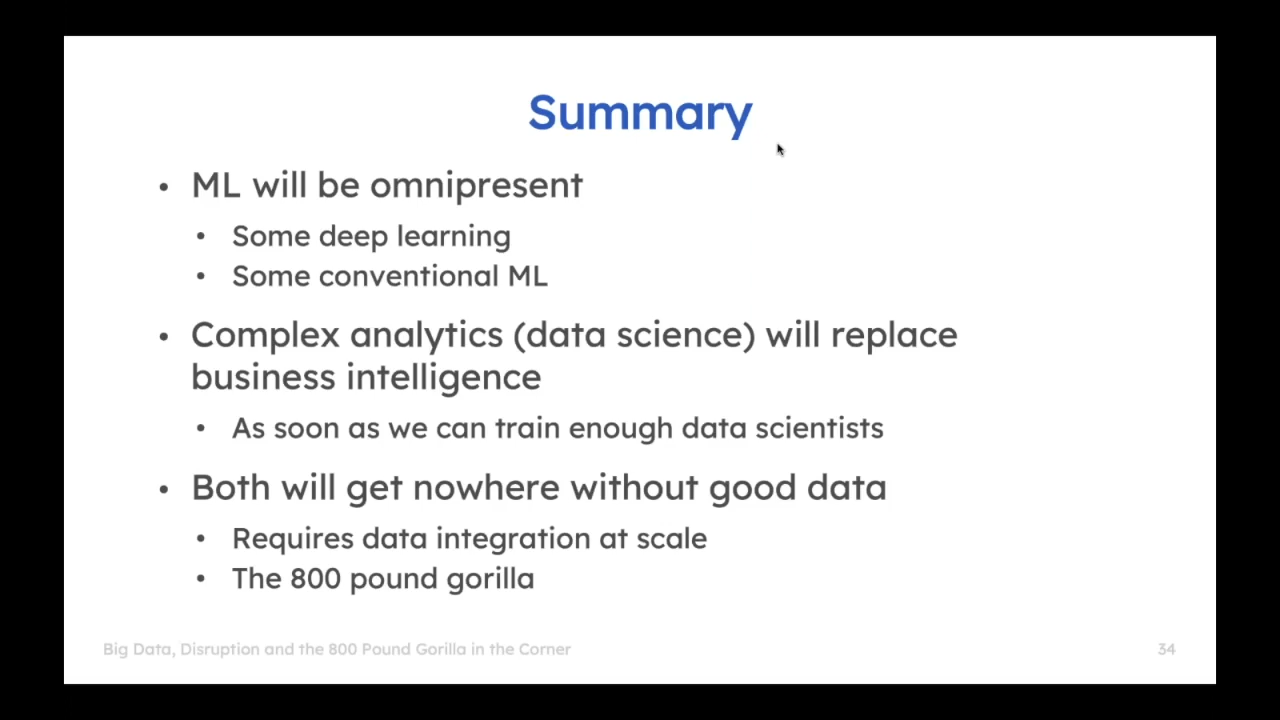 Summary
• ML will be omnipresent
• Some deep learning
• Some conventional ML
• Complex analytics (data science) will replace
business intelligence
• As soon as we can train enough data scientists
• Both will get nowhere without good data
• Requires data integration at scale
• The 800 pound gorilla
Big Data, Disruption and the 800 Pound Gorilla in the Corner
34